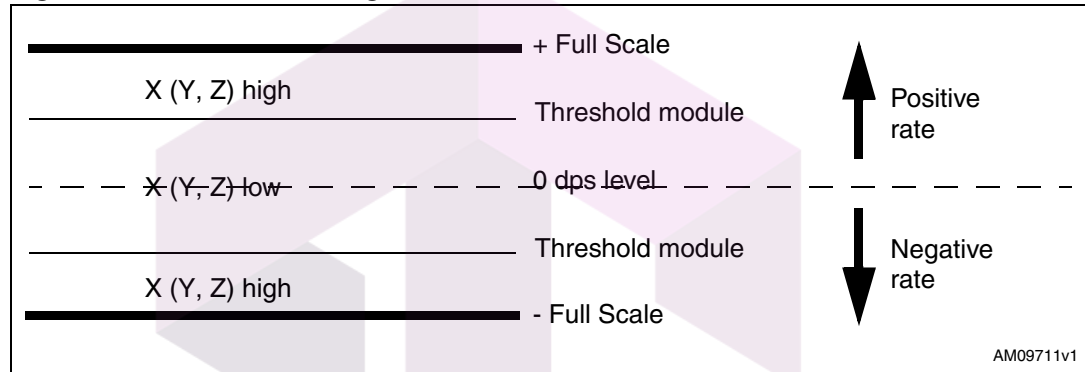 + Full Scale
X (Y, Z) high
Threshold module
Positive
rate
X (Y, Z) low
0 dps level
Threshold module
Negative
rate
X (Y, Z) high
- Full Scale
AM09711v1